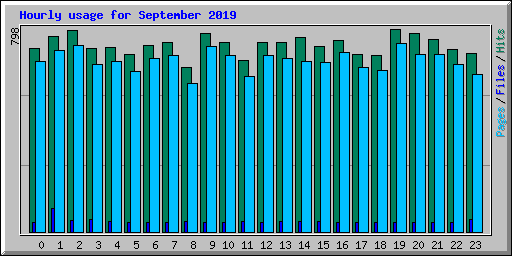 Hourly usage for September 2019
798
Pages/Files/Hits
0 1 2 3 4 5 6 7 8 9 10 11 12 13 14 15 16 17 18 19 20 21 22 23